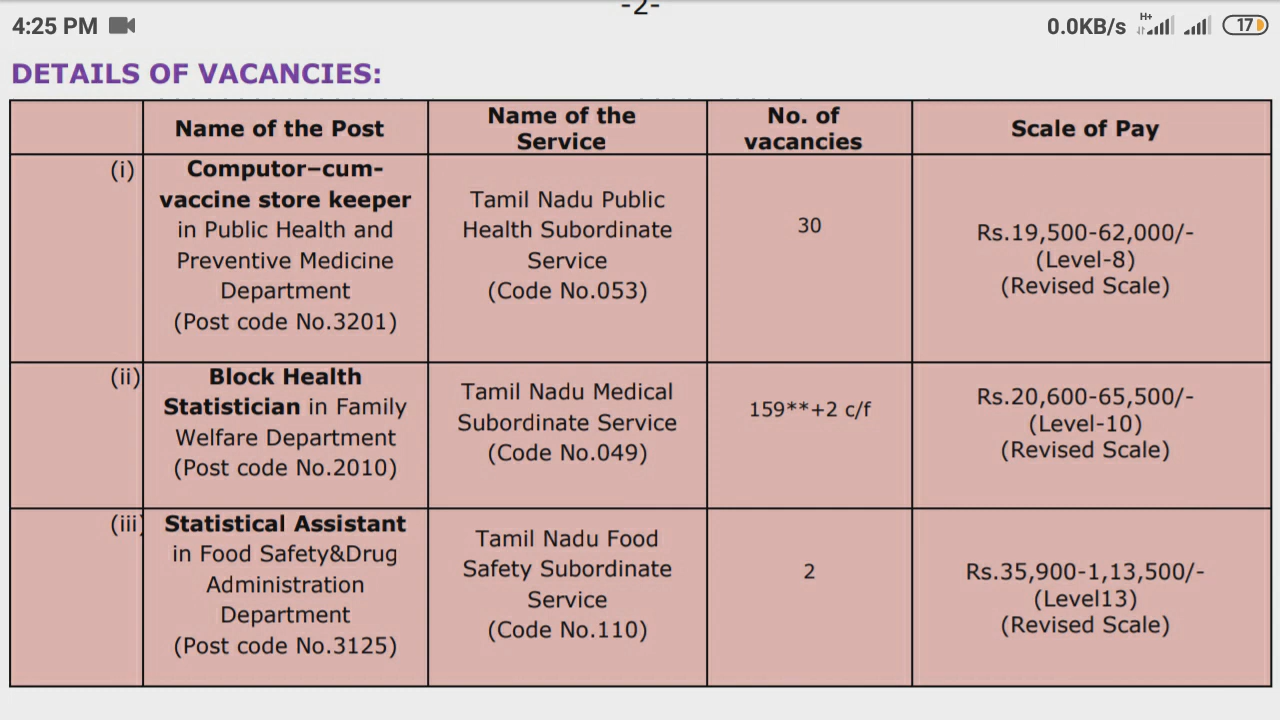 -2-
4:25 PM
0.0KB/s H+ 17
DETAILS OF VACANCIES:
Name of the Post
Name of the
Service
No. of
vacancies
Scale of Pay
(i)
Computor–cum-
vaccine store keeper
in Public Health and
Preventive Medicine
Department
(Post code No.3201)
Tamil Nadu Public
Health Subordinate
Service
(Code No.053)
30
Rs.19,500-62,000/-
(Level-8)
(Revised Scale)
(ii)
Block Health
Statistician in Family
Welfare Department
(Post code No.2010)
Tamil Nadu Medical
Subordinate Service
(Code No.049)
159**+2 c/f
Rs.20,600-65,500/-
(Level-10)
(Revised Scale)
(iii)
Statistical Assistant
in Food Safety&Drug
Administration
Department
(Post code No.3125)
Tamil Nadu Food
Safety Subordinate
Service
(Code No.110)
2
Rs.35,900-1,13,500/-
(Level13)
(Revised Scale)